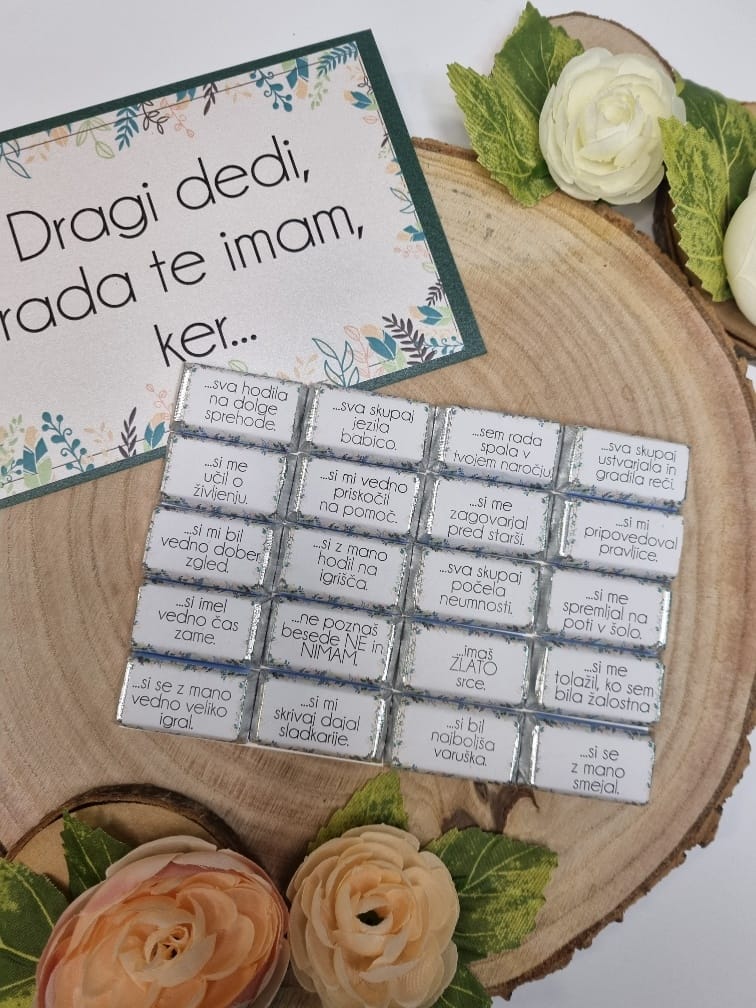 Dragi dedi,
rada te imam,
ker...
...sva hodila
na dolge
sprehode.
...sva skupaj
jezila
babico.
...sem rada
spala v
tvojem naročju.
...sva skupaj
ustvarjala in
gradila reči.
...si me
učil o
življenju.
...si mi vedno
priskočil
na pomoč.
...si me
zagovarjal
pred starši.
...si mi
pripovedoval
pravljice.
...si mi bil
vedno dober
zgled.
...si z mano
hodil na
igrišča.
...sva skupaj
počela
neumnosti.
...si me
spremljal na
poti v šolo.
...si imel
vedno čas
zame.
...ne poznaš
besede NE in
NIMAM.
...imaš
ZLATO
srce.
...si me
tolažil, ko sem
bila žalostna.
...si se z mano
vedno veliko
igral.
...si mi
skrivaj dajal
sladkarije.
...si bil
najboljša
varuška.
...si se
z mano
smejal.